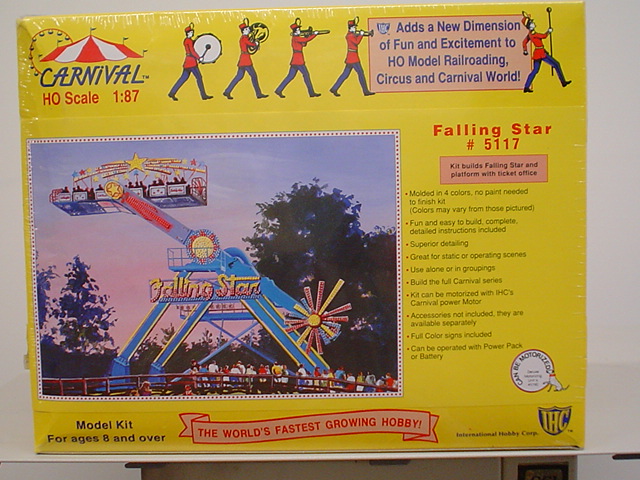 CARNIVAL™
HO Scale 1:87
Adds a New Dimension
of Fun and Excitement to
HO Model Railroading,
Circus and Carnival World!
Falling Star
# 5117
Kit builds Falling Star and
platform with ticket office
• Molded in 4 colors, no paint needed
to finish kit
(Colors may vary from those pictured)
• Fun and easy to build, complete,
detailed instructions included
• Superior detailing
• Great for static or operating scenes
• Use alone or in groupings
• Build the full Carnival series
• Kit can be motorized with IHC's
Carnival power Motor
• Accessories not included, they are
available separately
• Full Color signs included
• Can be operated with Power Pack
or Battery
Falling Star
CAN BE MOTORIZED
Model Kit
For ages 8 and over
THE WORLD'S FASTEST GROWING HOBBY!
International Hobby Corp.
IHC™